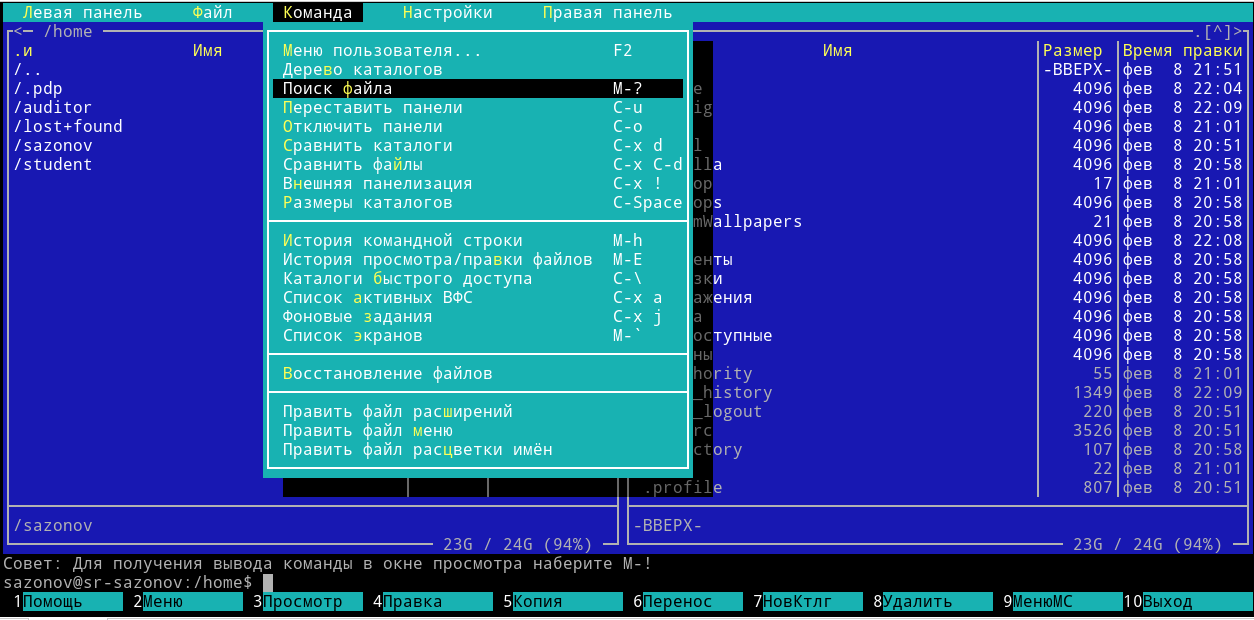 Левая панель Файл Команда Настройки Правая панель
<— /home .[^]>
.и Имя Имя Размер Время правки
/.. Меню пользователя... F2 -ВВЕРХ- фев 8 21:51
/.pdp Дерево каталогов 4096 фев 8 22:04
/auditor Поиск файла M-? 4096 фев 8 22:09
/lost+found Переставить панели C-u 4096 фев 8 21:01
/sazonov Отключить панели C-o 4096 фев 8 20:51
/student Сравнить каталоги C-x d 4096 фев 8 20:58
Сравнить файлы C-x C-d lla 17 фев 8 21:01
Внешняя панелизация C-x ! op 4096 фев 8 20:58
Размеры каталогов C-Space ops 21 фев 8 20:58
mWallpapers 4096 фев 8 22:08
История командной строки M-h
История просмотра/правки файлов M-E енты 4096 фев 8 20:58
Каталоги быстрого доступа C-\ зки 4096 фев 8 20:58
Список активных ВФС C-x a ажения 4096 фев 8 20:58
Фоновые задания C-x j а 4096 фев 8 20:58
Список экранов M-` оступные 4096 фев 8 20:58
ны 4096 фев 8 20:58
Восстановление файлов hority 55 фев 8 21:01
_history 1349 фев 8 22:09
Править файл расширений _logout 220 фев 8 20:51
Править файл меню rc 3526 фев 8 20:51
Править файл расцветки имён ctory 107 фев 8 20:58
22 фев 8 21:01
.profile 807 фев 8 20:51
/sazonov -ВВЕРХ-
23G / 24G (94%) 23G / 24G (94%)
Совет: Для получения вывода команды в окне просмотра наберите M-!
sazonov@sr-sazonov:/home$
1Помощь 2Меню 3Просмотр 4Правка 5Копия 6Перенос 7НовКтлг 8Удалить 9МенюМС 10Выход